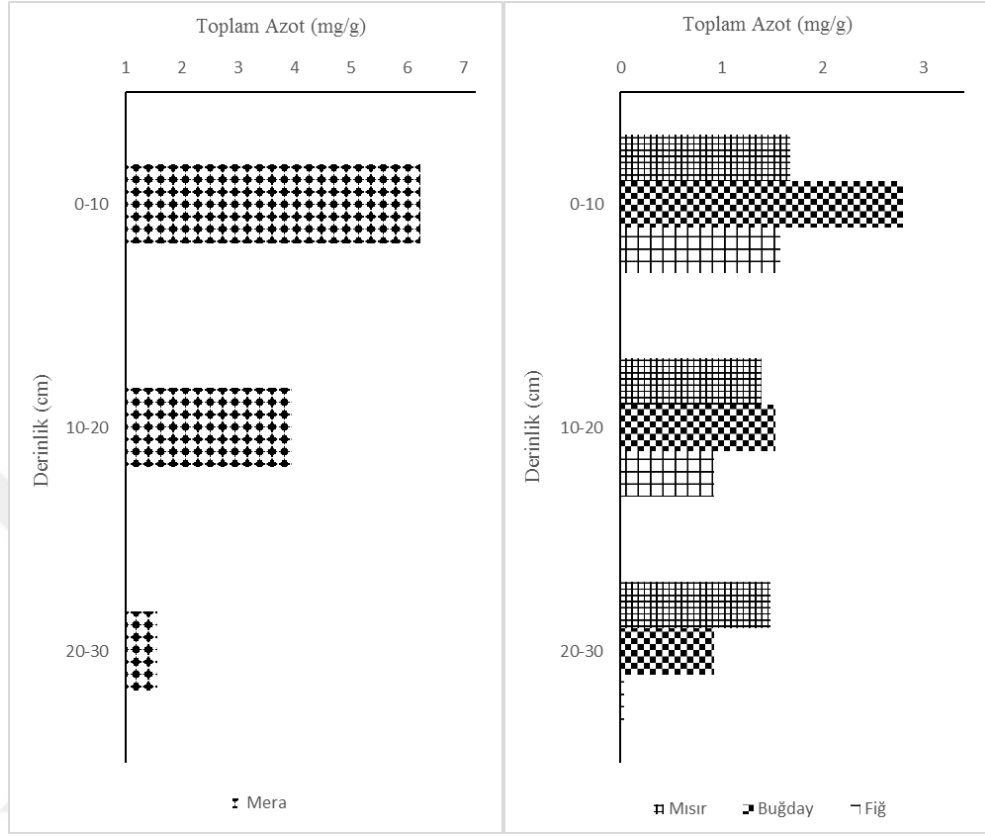 Toplam Azot (mg/g)
1 2 3 4 5 6 7
0-10
10-20
20-30
Derinlik (cm)
Mera
Toplam Azot (mg/g)
0 1 2 3
0-10
10-20
20-30
Derinlik (cm)
Mısır Buğday Fiğ